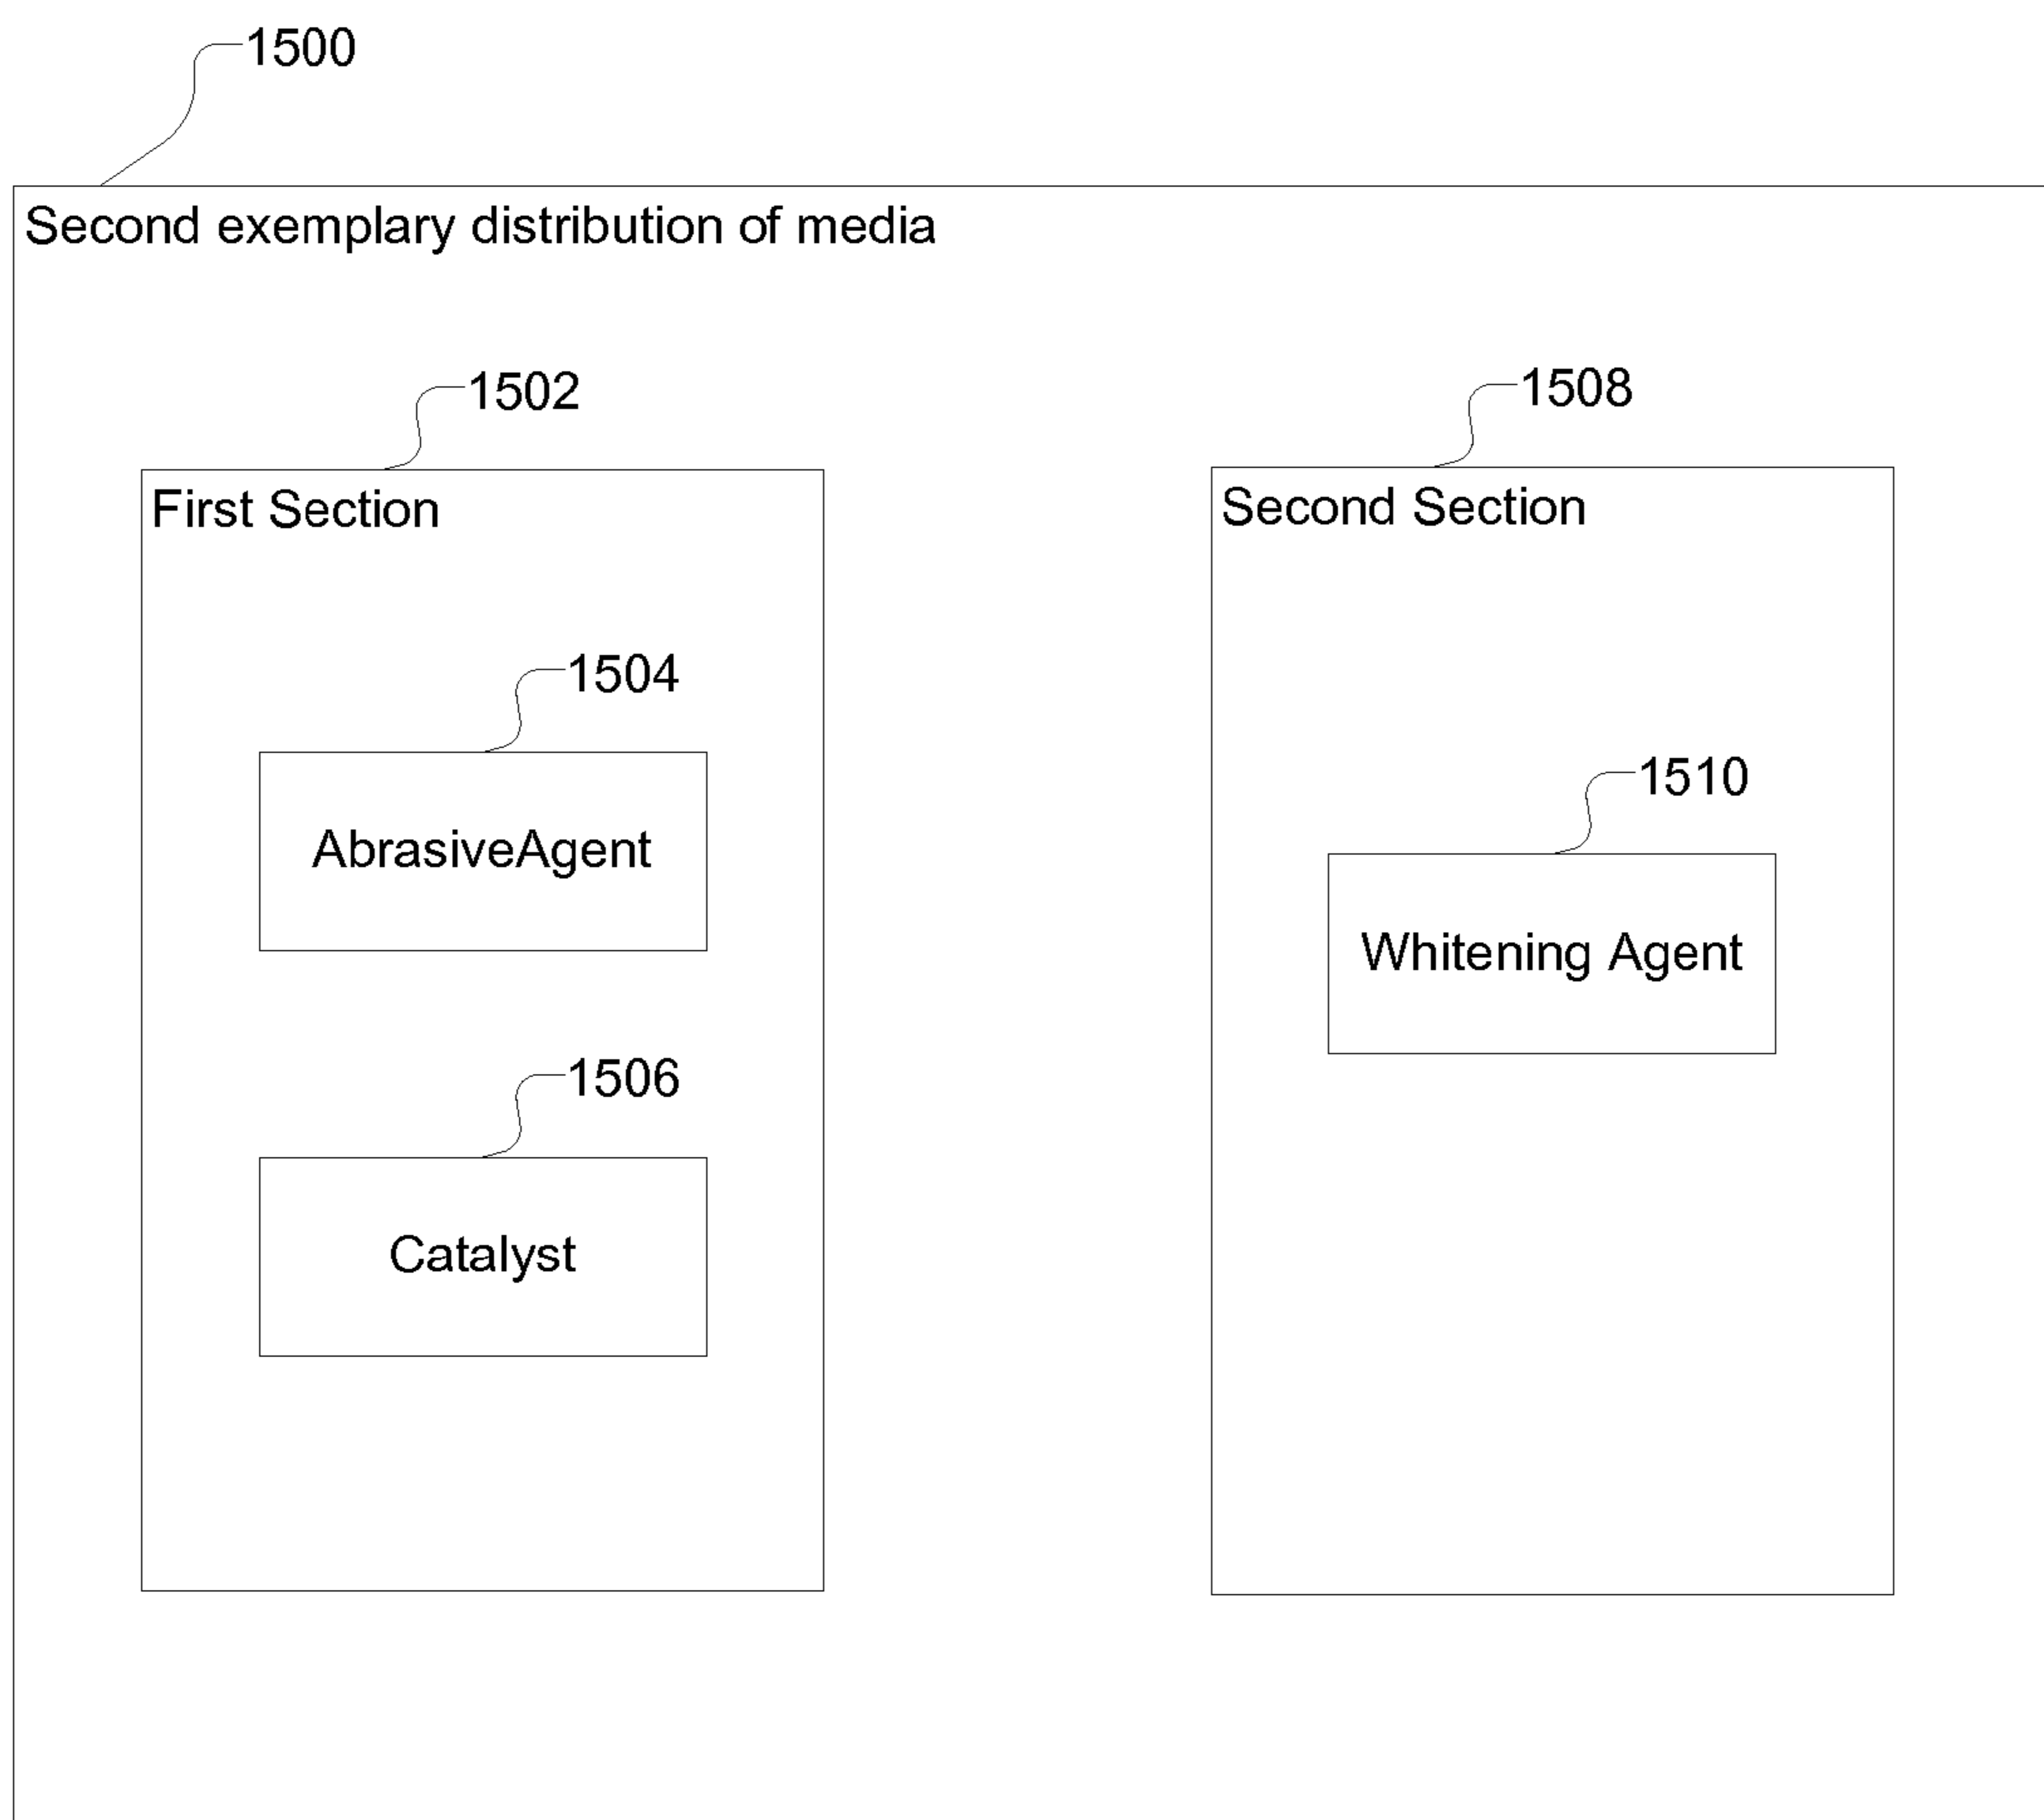 1500
Second exemplary distribution of media
1502
1508
First Section
Second Section
1504
AbrasiveAgent
1510
Whitening Agent
1506
Catalyst